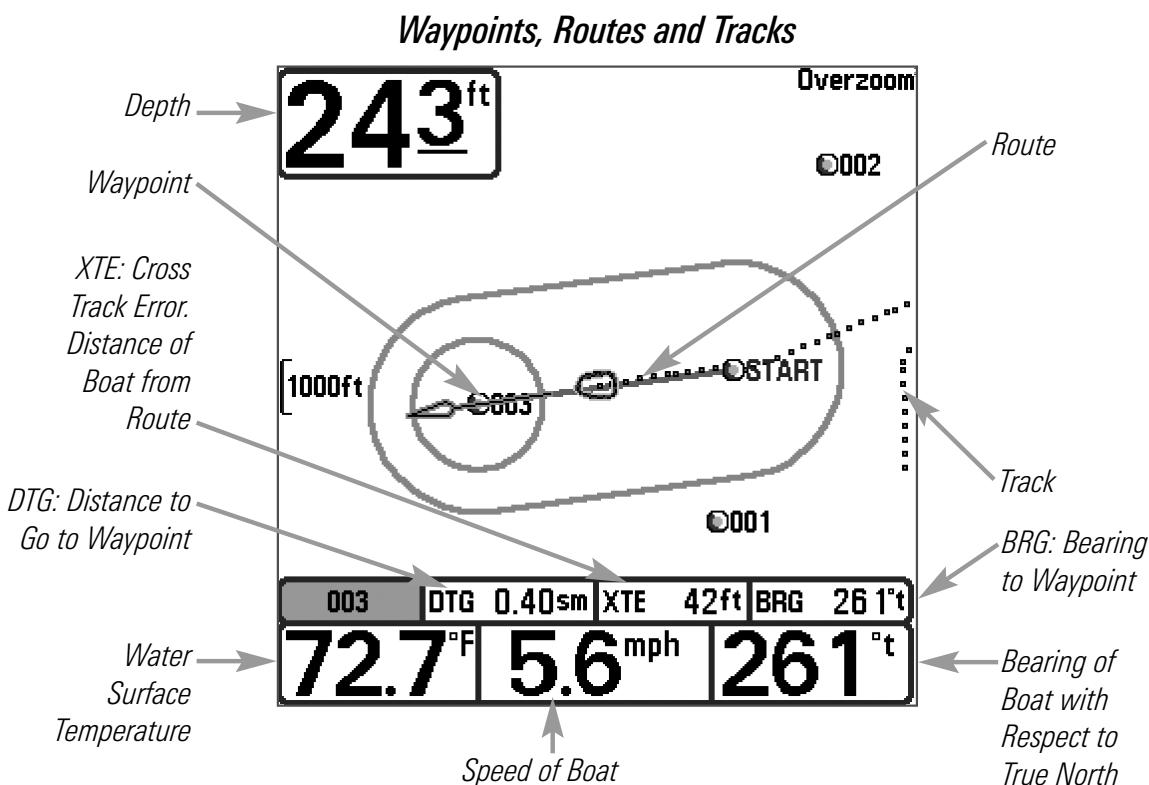 Waypoints, Routes and Tracks
Overzoom
243 ft
Depth
002
Route
Waypoint
XTE: Cross
Track Error.
Distance of
Boat from
Route
START
1000ft
003
Track
DTG: Distance to
Go to Waypoint
001
BRG: Bearing
to Waypoint
003 DTG 0.40sm XTE 42ft BRG 261°t
72.7°F 5.6mph 261°t
Water
Surface
Temperature
Bearing of
Boat with
Respect to
True North
Speed of Boat